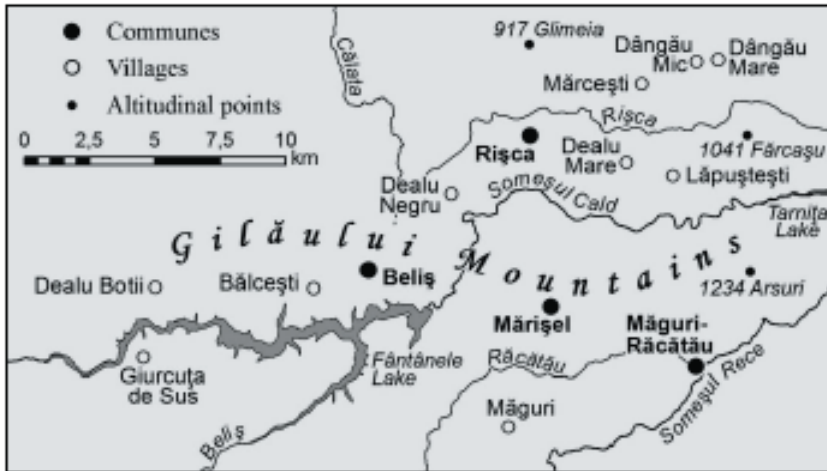 Communes
Villages
Altitudinal points
0 2,5 5 10
km
Călata
917 Glimeia
Dângău
Mic
Dângău
Mare
Mărcești
Rișca
Rișca
Dealu
Mare
1041 Fărcașu
Lăpuștești
Dealu
Negru
Someșul Cald
Tarnița
Lake
Gilăului Mountains
Dealu Botii
Bălcești
Beliș
1234 Arsuri
Mărișel
Măguri-
Răcătău
Fântânele
Lake
Răcătău
Giurcuța
de Sus
Beliș
Măguri
Someșul Rece